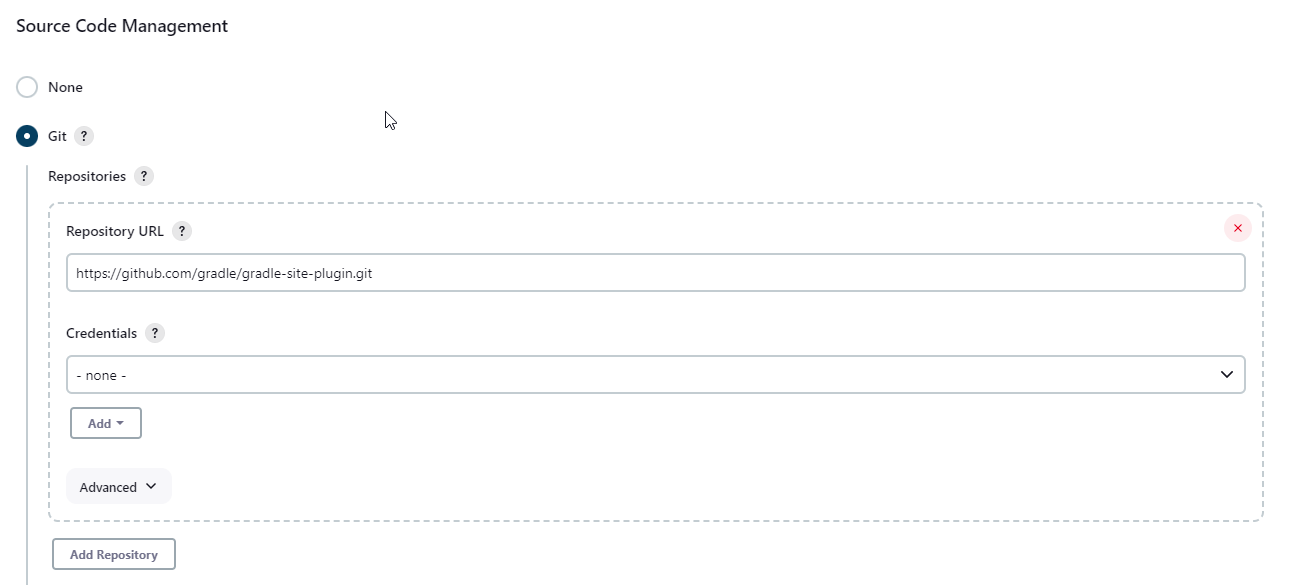 Source Code Management
None
Git ?
Repositories ?
Repository URL ?
https://github.com/gradle/gradle-site-plugin.git
Credentials ?
- none -
Add
Advanced
Add Repository